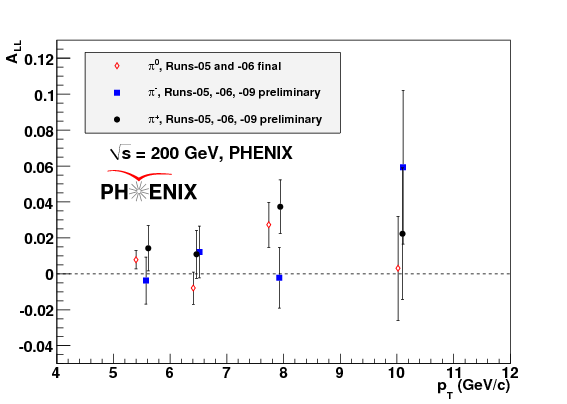 A_LL
0.12
0.1
0.08
0.06
0.04
0.02
0
-0.02
-0.04
π⁰, Runs-05 and -06 final
π⁻, Runs-05, -06, -09 preliminary
π⁺, Runs-05, -06, -09 preliminary
√s = 200 GeV, PHENIX
PHENIX
4 5 6 7 8 9 10 11 12
p_T (GeV/c)